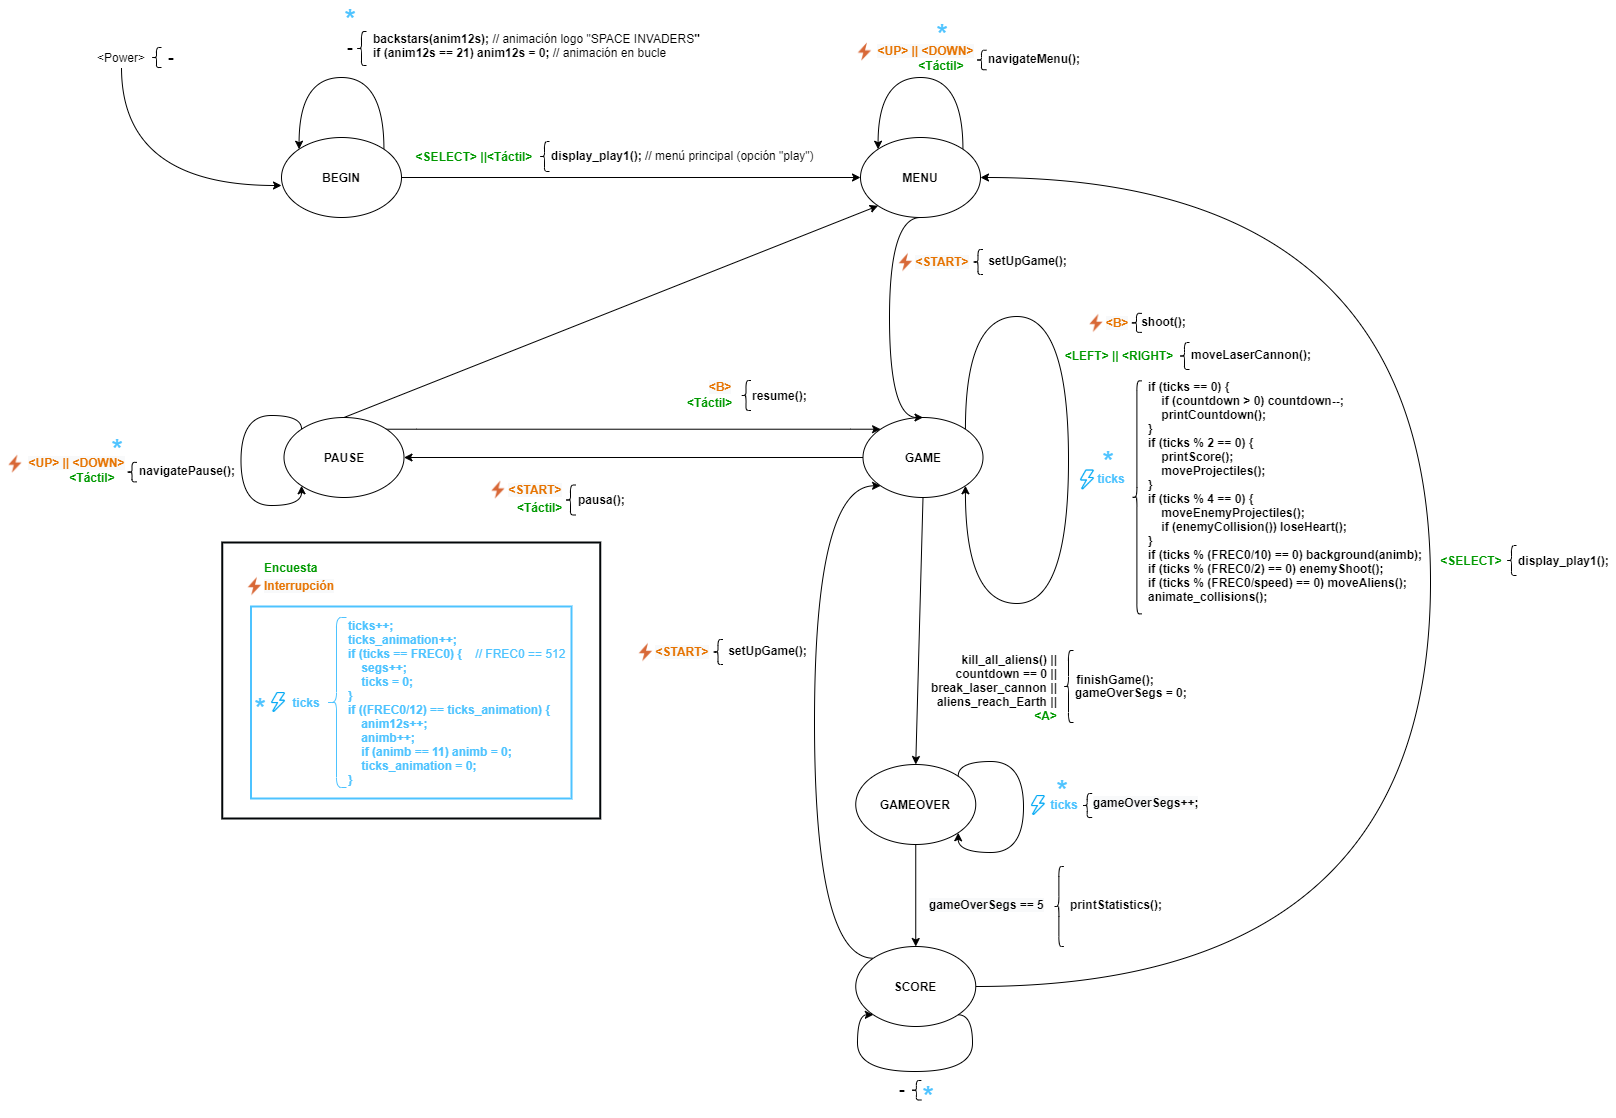 *
<Power> { -
- { backstars(anim12s); // animación logo "SPACE INVADERS"
if (anim12s == 21) anim12s = 0; // animación en bucle
*
<UP> || <DOWN>
<Táctil>
navigateMenu();
BEGIN
<SELECT> ||<Táctil>
display_play1(); // menú principal (opción "play")
MENU
<START>
setUpGame();
<B>
shoot();
<LEFT> || <RIGHT>
moveLaserCannon();
*
ticks
if (ticks == 0) {
if (countdown > 0) countdown--;
printCountdown();
}
if (ticks % 2 == 0) {
printScore();
moveProjectiles();
}
if (ticks % 4 == 0) {
moveEnemyProjectiles();
if (enemyCollision()) loseHeart();
}
if (ticks % (FREC0/10) == 0) background(animb);
if (ticks % (FREC0/2) == 0) enemyShoot();
if (ticks % (FREC0/speed) == 0) moveAliens();
animate_collisions();
<B>
<Táctil>
resume();
*
<UP> || <DOWN>
<Táctil>
navigatePause();
PAUSE
GAME
<START>
<Táctil>
pausa();
<SELECT>
display_play1();
Encuesta
Interrupción
* ticks
ticks++;
ticks_animation++;
if (ticks == FREC0) { // FREC0 == 512
segs++;
ticks = 0;
}
if ((FREC0/12) == ticks_animation) {
anim12s++;
animb++;
if (animb == 11) animb = 0;
ticks_animation = 0;
}
<START>
setUpGame();
kill_all_aliens() ||
countdown == 0 ||
break_laser_cannon ||
aliens_reach_Earth ||
<A>
finishGame();
gameOverSegs = 0;
GAMEOVER
*
ticks
gameOverSegs++;
gameOverSegs == 5
printStatistics();
SCORE
- { *